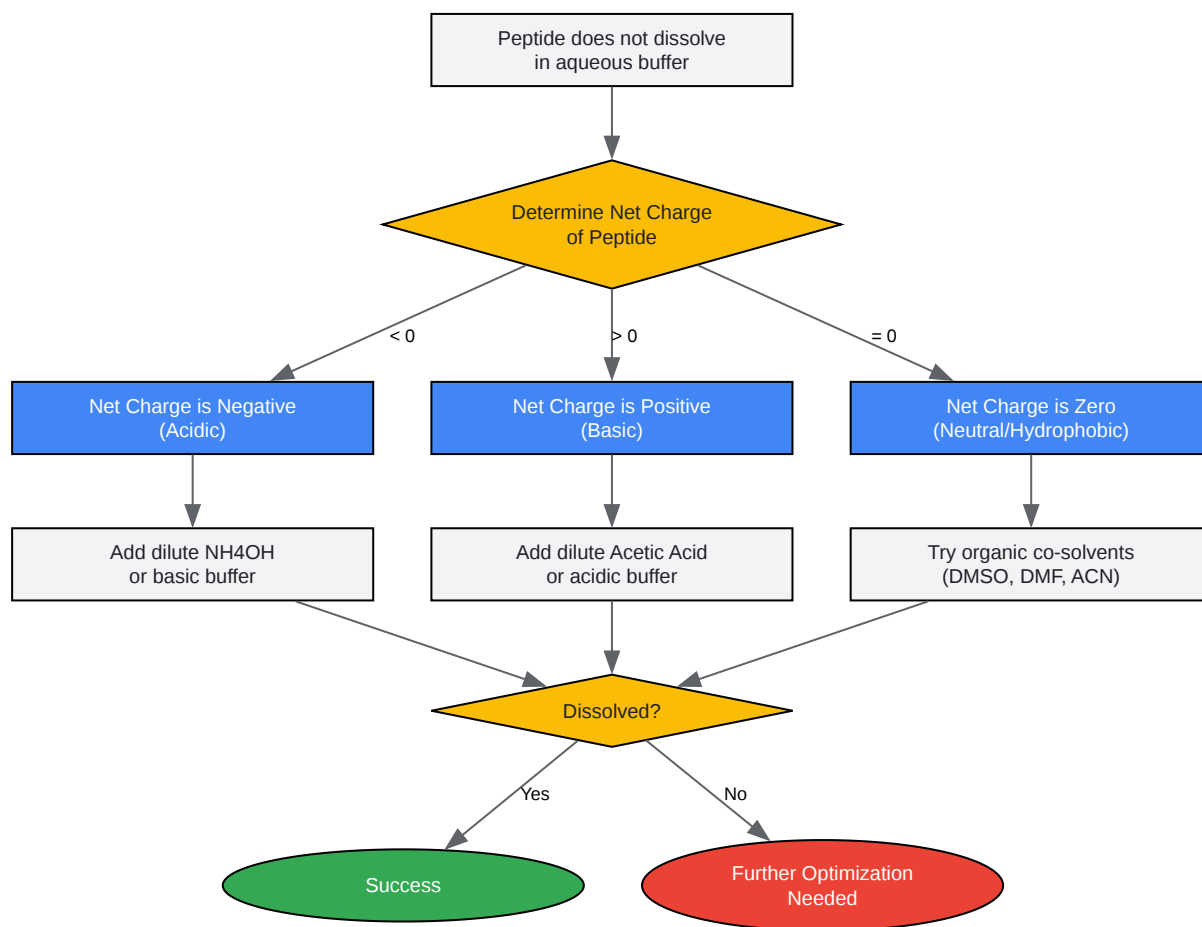 Peptide does not dissolve
in aqueous buffer
Determine Net Charge
of Peptide
< 0
> 0
= 0
Net Charge is Negative
(Acidic)
Net Charge is Positive
(Basic)
Net Charge is Zero
(Neutral/Hydrophobic)
Add dilute NH4OH
or basic buffer
Add dilute Acetic Acid
or acidic buffer
Try organic co-solvents
(DMSO, DMF, ACN)
Dissolved?
Yes
No
Success
Further Optimization
Needed